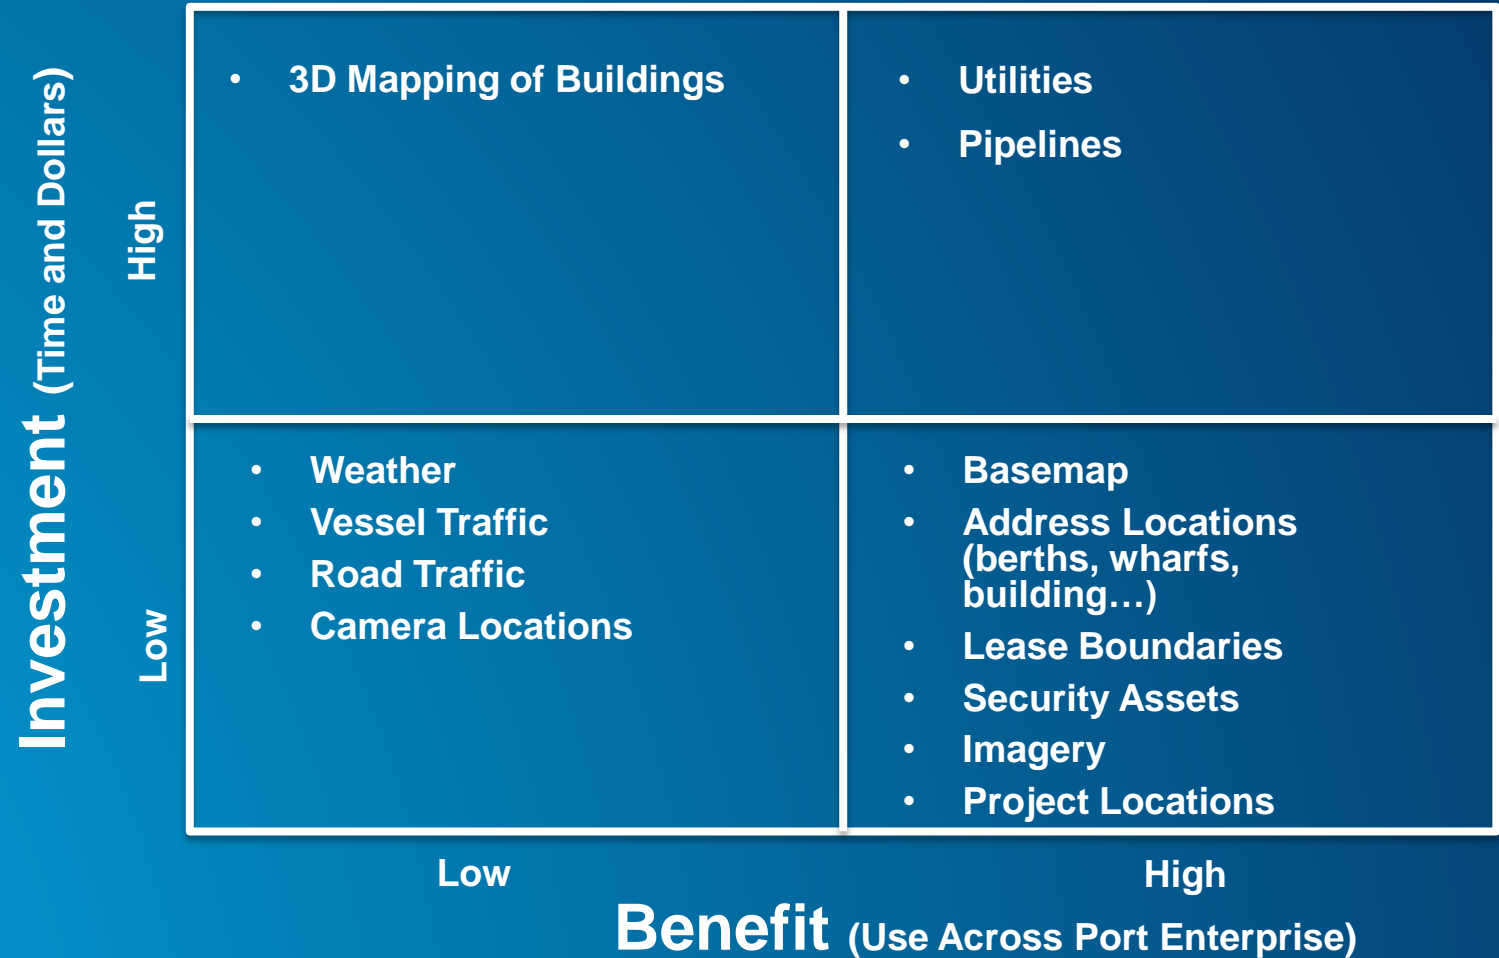 Investment (Time and Dollars)
High
Low
• 3D Mapping of Buildings
• Utilities
• Pipelines
• Weather
• Vessel Traffic
• Road Traffic
• Camera Locations
• Basemap
• Address Locations
(berths, wharfs,
building…)
• Lease Boundaries
• Security Assets
• Imagery
• Project Locations
Low
High
Benefit (Use Across Port Enterprise)